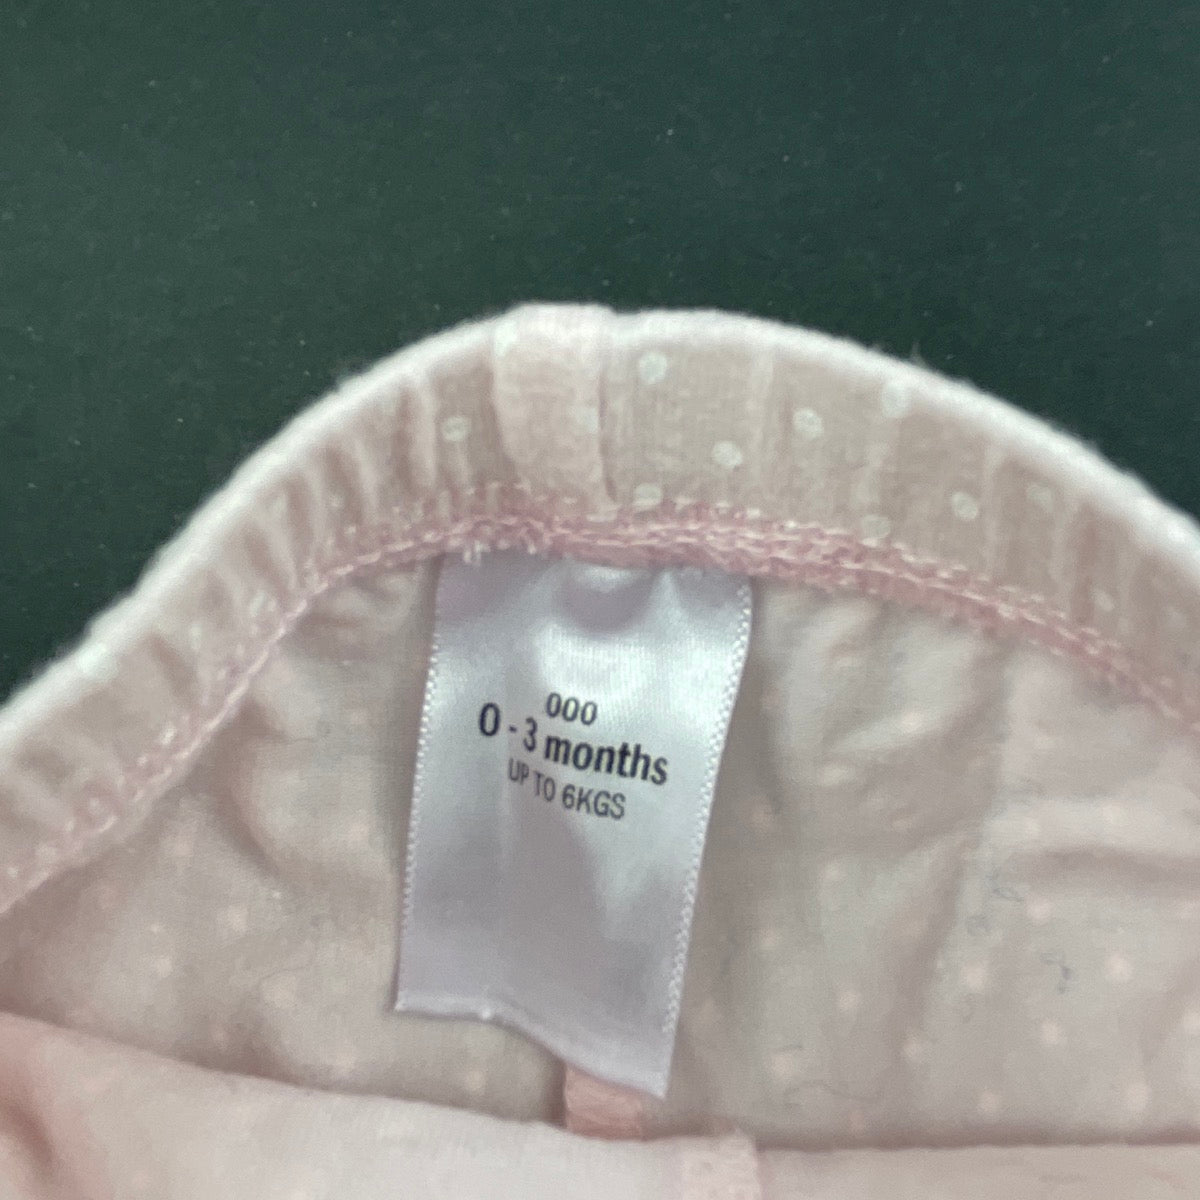 000
0 - 3 months
UP TO 6KGS